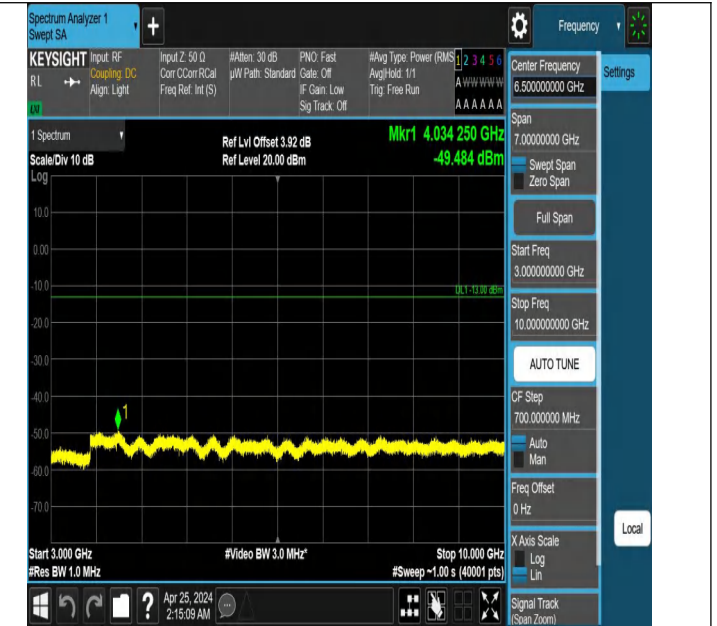 Spectrum Analyzer 1
Swept SA
Frequency
KEYSIGHT
RL
Input: RF
Coupling: DC
Align: Light
Input Z: 50 Ω
Corr CCorr RCal
Freq Ref: Int (S)
#Atten: 30 dB
µW Path: Standard
PNO: Fast
Gate: Off
IF Gain: Low
Sig Track: Off
#Avg Type: Power (RMS
Avg|Hold: 1/1
Trig: Free Run
1 2 3 4 5 6
A W W W W W
A A A A A A
1 Spectrum
Scale/Div 10 dB
Log
Ref Lvl Offset 3.92 dB
Ref Level 20.00 dBm
Mkr1 4.034 250 GHz
-49.484 dBm
10.0
0.00
-10.0
DL1 -13.00 dBm
-20.0
-30.0
-40.0
1
-50.0
-60.0
-70.0
Start 3.000 GHz
#Res BW 1.0 MHz
#Video BW 3.0 MHz*
Stop 10.000 GHz
#Sweep ~1.00 s (40001 pts)
Apr 25, 2024
2:15:09 AM
Center Frequency
6.500000000 GHz
Settings
Span
7.00000000 GHz
Swept Span
Zero Span
Full Span
Start Freq
3.000000000 GHz
Stop Freq
10.000000000 GHz
AUTO TUNE
CF Step
700.000000 MHz
Auto
Man
Freq Offset
0 Hz
X Axis Scale
Log
Lin
Local
Signal Track
(Span Zoom)